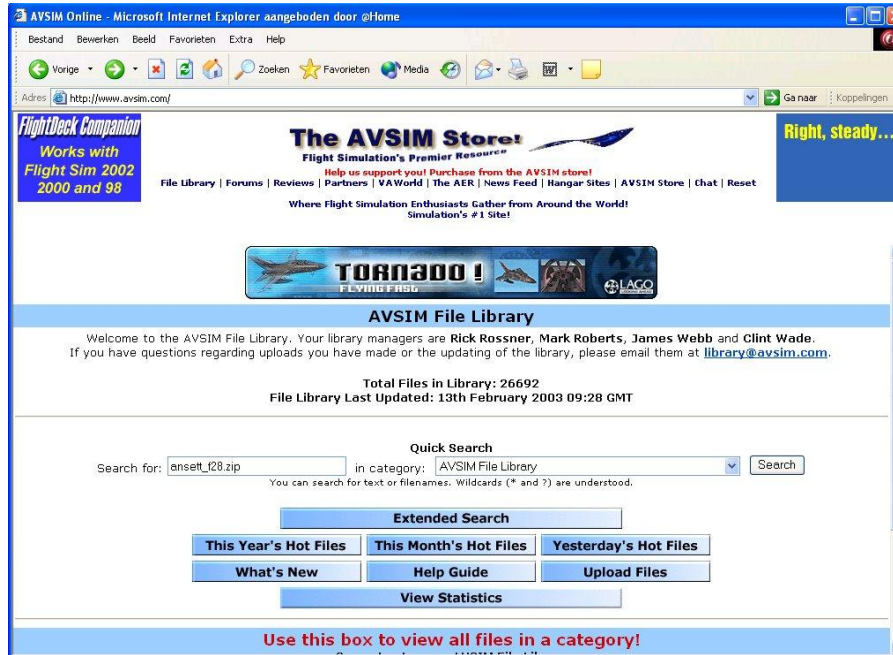 AVSIM Online - Microsoft Internet Explorer aangeboden door @Home
Bestand Bewerken Beeld Favorieten Extra Help
Vorige Zoeken Favorieten Media
Adres http://www.avsim.com/ Ga naar Koppelingen
FlightDeck Companion
Works with
Flight Sim 2002
2000 and 98
The AVSIM Store!
Flight Simulation's Premier Resource
Help us support you! Purchase from the AVSIM store!
File Library | Forums | Reviews | Partners | VAWorld | The AER | News Feed | Hangar Sites | AVSIM Store | Chat | Reset
Where Flight Simulation Enthusiasts Gather from Around the World!
Simulation's #1 Site!
Right, steady...
TORNADO !
FLYING FAST
LAGO
AVSIM File Library
Welcome to the AVSIM File Library. Your library managers are Rick Rossner, Mark Roberts, James Webb and Clint Wade.
If you have questions regarding uploads you have made or the updating of the library, please email them at library@avsim.com.
Total Files in Library: 26692
File Library Last Updated: 13th February 2003 09:28 GMT
Quick Search
Search for: ansett_f28.zip in category: AVSIM File Library Search
You can search for text or filenames. Wildcards (* and ?) are understood.
Extended Search
This Year's Hot Files This Month's Hot Files Yesterday's Hot Files
What's New Help Guide Upload Files
View Statistics
Use this box to view all files in a category!